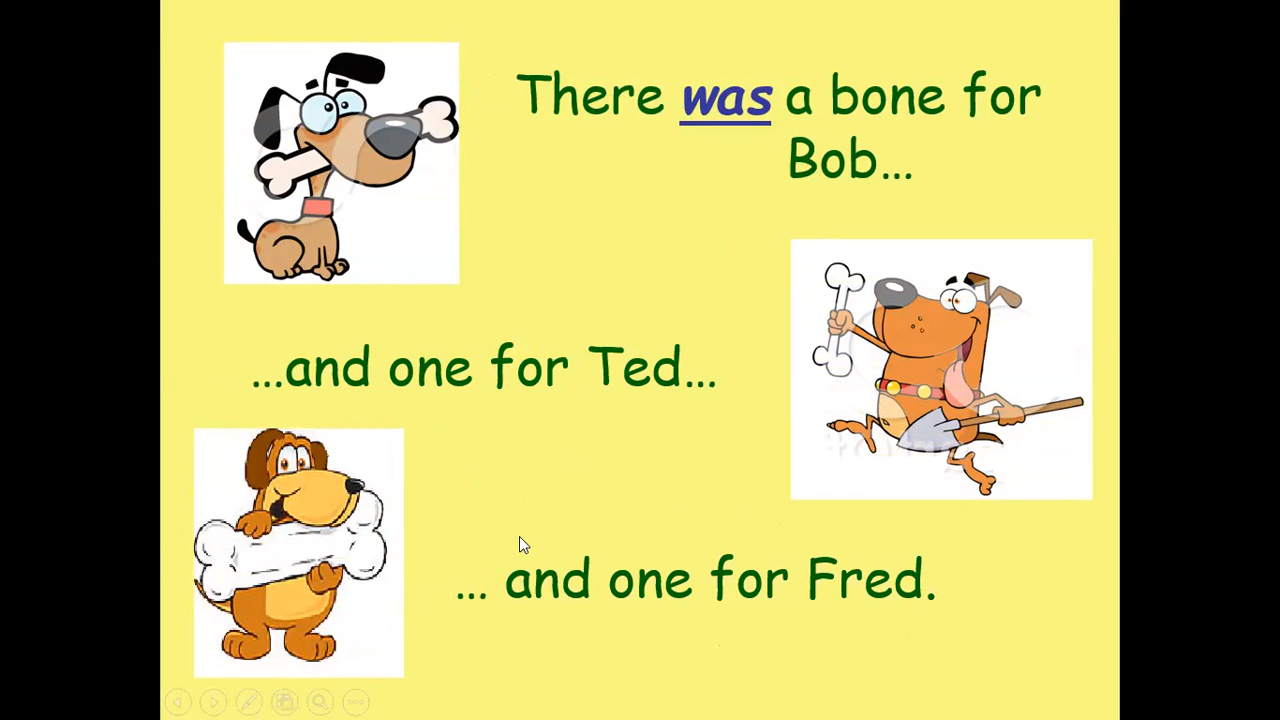 There was a bone for
Bob...
...and one for Ted...
... and one for Fred.